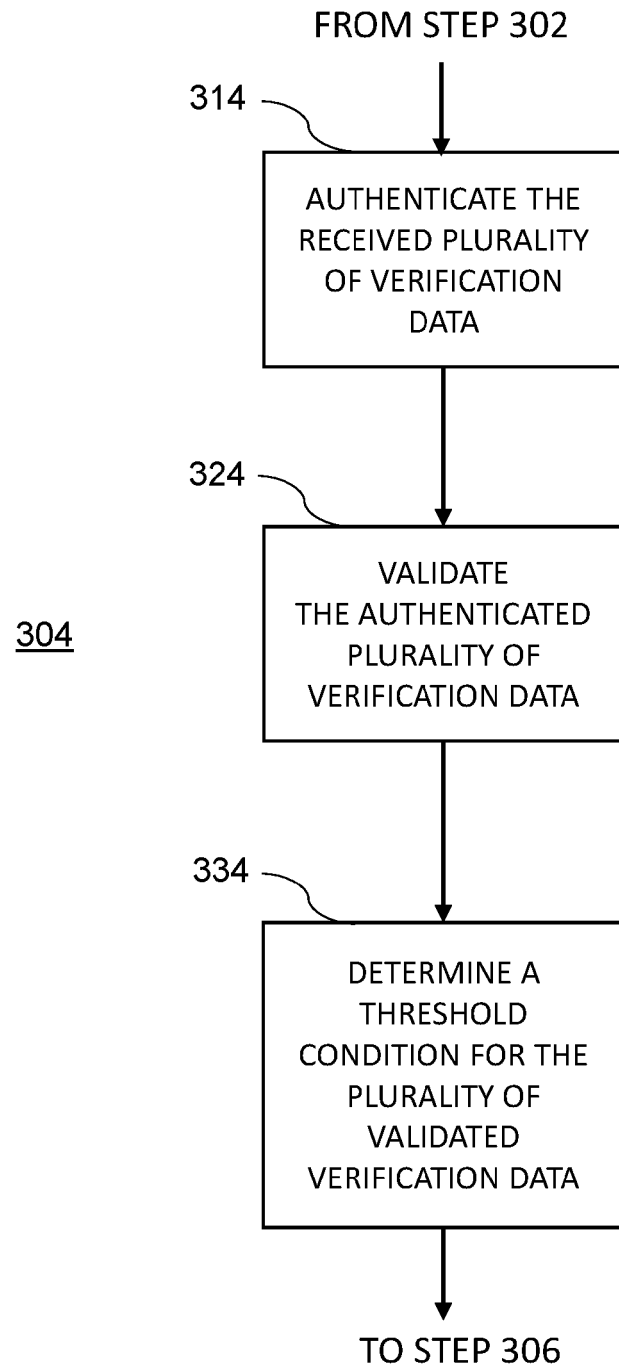 FROM STEP 302
314
AUTHENTICATE THE
RECEIVED PLURALITY
OF VERIFICATION
DATA
324
VALIDATE
THE AUTHENTICATED
PLURALITY OF
VERIFICATION DATA
304
334
DETERMINE A
THRESHOLD
CONDITION FOR THE
PLURALITY OF
VALIDATED
VERIFICATION DATA
TO STEP 306